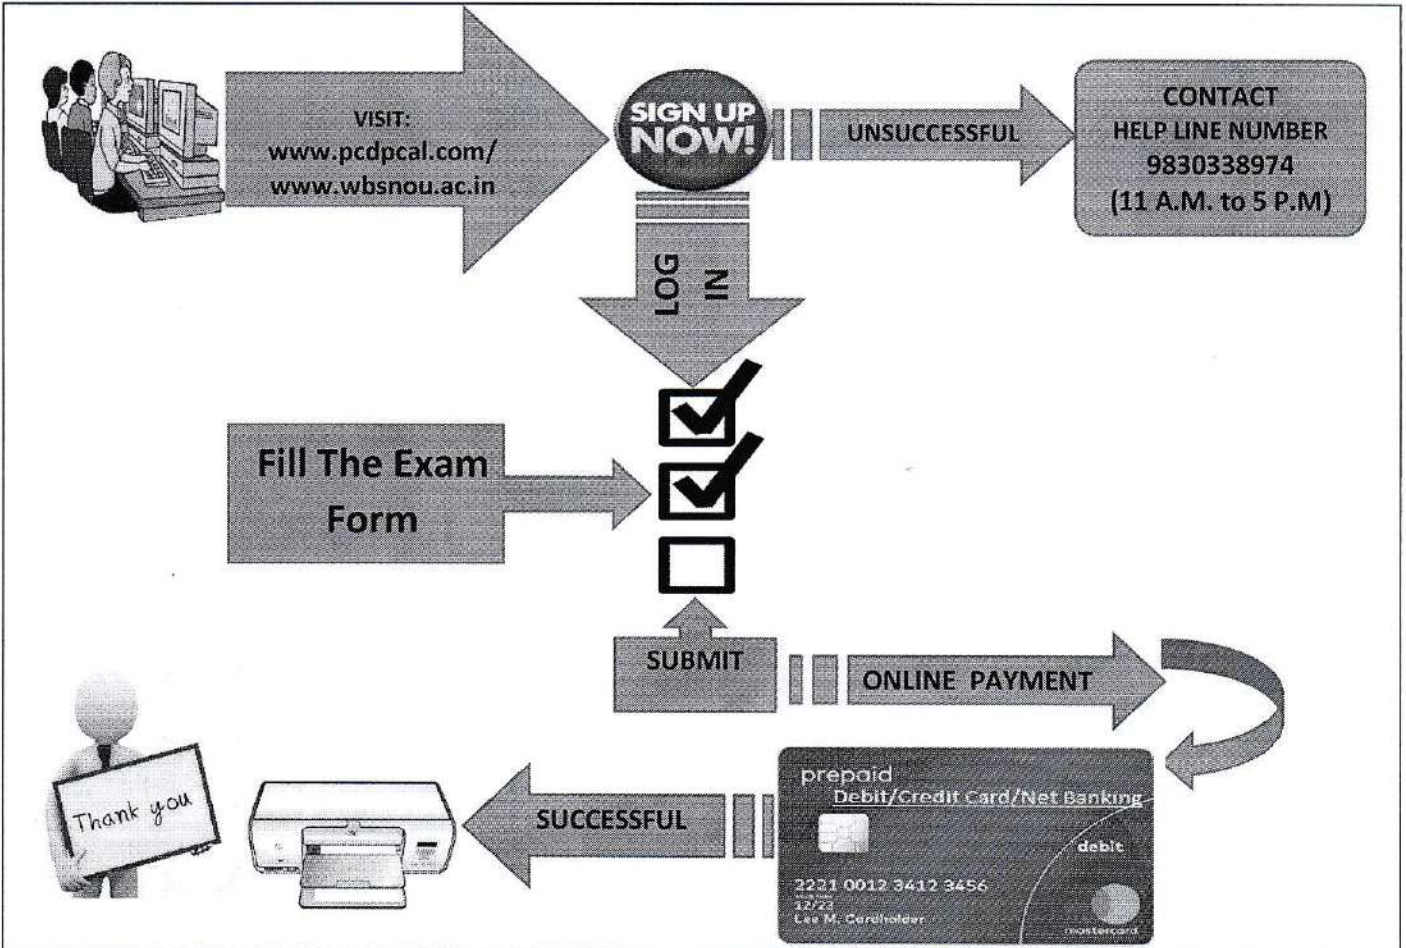 VISIT:
www.pcdpcal.com/
www.wbsnou.ac.in
SIGN UP
NOW!
UNSUCCESSFUL
CONTACT
HELP LINE NUMBER
9830338974
(11 A.M. to 5 P.M)
LOG
IN
Fill The Exam
Form
SUBMIT
ONLINE PAYMENT
prepaid
Debit/Credit Card/Net Banking
debit
2221 0012 3412 3456
12/22
Lee M. Cardholder
mastercard
SUCCESSFUL
Thank you